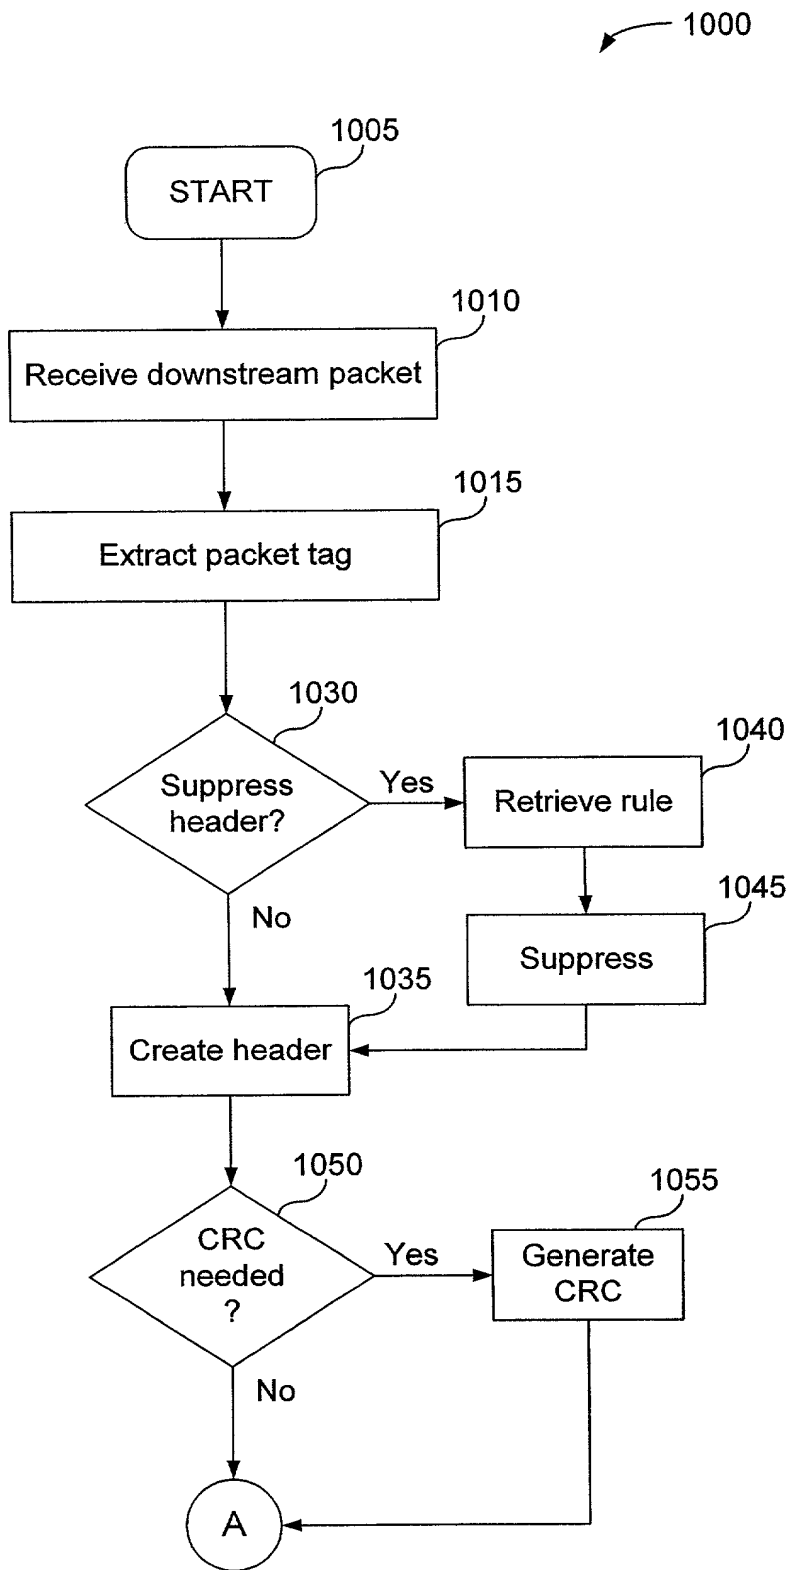 1000
1005
START
1010
Receive downstream packet
1015
Extract packet tag
1030
Suppress
header?
Yes
1040
Retrieve rule
No
1045
Suppress
1035
Create header
1050
CRC
needed
?
Yes
1055
Generate
CRC
No
A